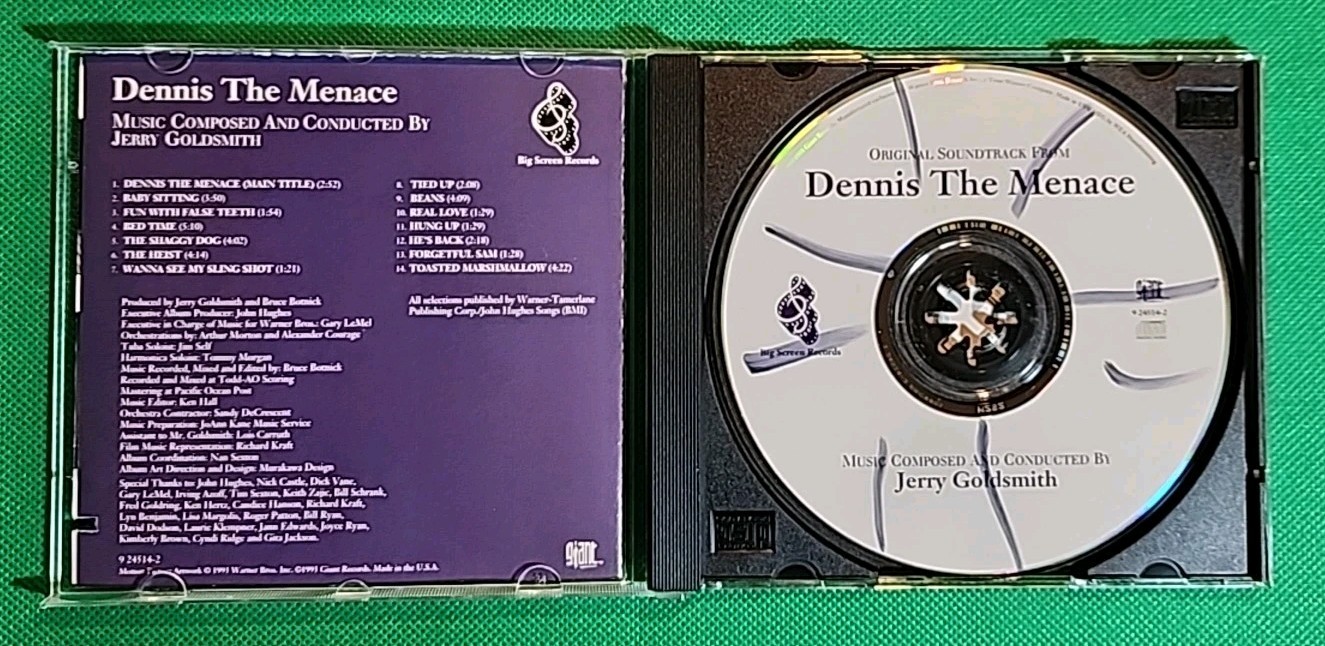 Dennis The Menace
MUSIC COMPOSED AND CONDUCTED BY
JERRY GOLDSMITH
Big Screen Records
1. DENNIS THE MENACE (MAIN TITLE) (2:52)
2. BABY SITTING (3:50)
3. FUN WITH FALSE TEETH (1:54)
4. BED TIME (5:10)
5. THE SHAGGY DOG (4:02)
6. THE HEIST (4:14)
7. WANNA SEE MY SLING SHOT (1:21)
8. TIED UP (2:08)
9. BEANS (4:09)
10. REAL LOVE (1:29)
11. HUNG UP (1:29)
12. HE'S BACK (2:18)
13. FORGETFUL SAM (1:28)
14. TOASTED MARSHMALLOW (4:22)
Produced by Jerry Goldsmith and Bruce Botnick
Executive Album Producer: John Hughes
Executive in Charge of Music for Warner Bros.: Gary LeMel
Orchestrations by: Arthur Morton and Alexander Courage
Tuba Soloist: Jim Self
Harmonica Soloist: Tommy Morgan
Music Recorded, Mixed and Edited by: Bruce Botnick
Recorded and Mixed at Todd-AO Scoring
Mastering at Pacific Ocean Post
Music Editor: Ken Hall
Orchestra Contractor: Sandy DeCrescent
Music Preparation: JoAnn Kane Music Service
Assistant to Mr. Goldsmith: Lois Carruth
Film Music Representation: Richard Kraft
Album Coordination: Nan Sexton
Album Art Direction and Design: Murakawa Design
Special Thanks to: John Hughes, Nick Castle, Dick Vane,
Gary LeMel, Irving Azoff, Tim Sexton, Keith Zajic, Bill Schrank,
Fred Goldring, Ken Hertz, Candice Hanson, Richard Kraft,
Lyn Benjamin, Lisa Margolis, Roger Patton, Bill Ryan,
David Dodson, Laurie Klempner, Jann Edwards, Joyce Ryan,
Kimberly Brown, Cyndi Ridge and Gita Jackson.
All selections published by Warner-Tamerlane
Publishing Corp./John Hughes Songs (BMI)
9 24514-2
Artwork © 1993 Warner Bros. Inc. ©1993 Giant Records. Made in the U.S.A.
giant
ORIGINAL SOUNDTRACK FROM
Dennis The Menace
Big Screen Records
9 24514-2
MUSIC COMPOSED AND CONDUCTED BY
Jerry Goldsmith